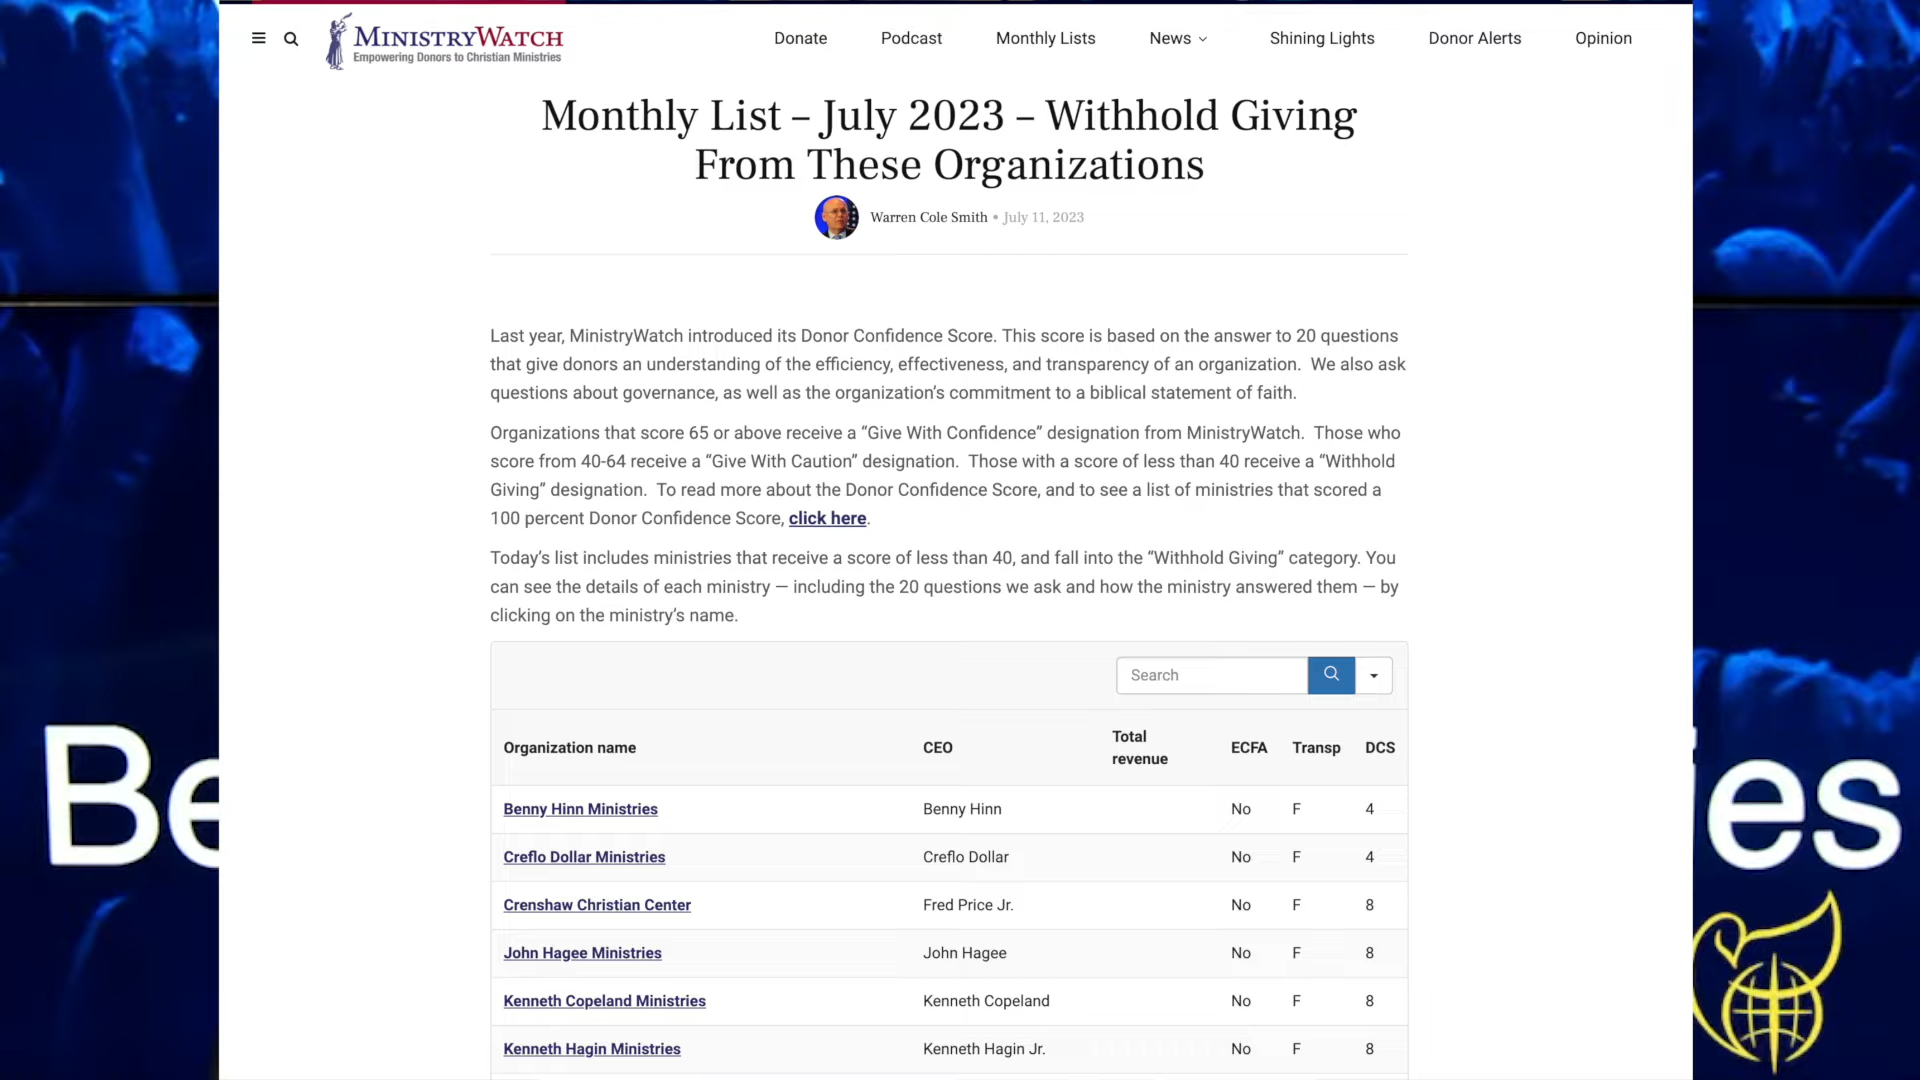 MINISTRYWATCH
Empowering Donors to Christian Ministries
Donate
Podcast
Monthly Lists
News
Shining Lights
Donor Alerts
Opinion
Monthly List – July 2023 – Withhold Giving
From These Organizations
Warren Cole Smith • July 11, 2023
Last year, MinistryWatch introduced its Donor Confidence Score. This score is based on the answer to 20 questions
that give donors an understanding of the efficiency, effectiveness, and transparency of an organization.  We also ask
questions about governance, as well as the organization’s commitment to a biblical statement of faith.
Organizations that score 65 or above receive a “Give With Confidence” designation from MinistryWatch.  Those who
score from 40-64 receive a “Give With Caution” designation.  Those with a score of less than 40 receive a “Withhold
Giving” designation.  To read more about the Donor Confidence Score, and to see a list of ministries that scored a
100 percent Donor Confidence Score, click here.
Today’s list includes ministries that receive a score of less than 40, and fall into the “Withhold Giving” category. You
can see the details of each ministry — including the 20 questions we ask and how the ministry answered them — by
clicking on the ministry’s name.
Search
Organization name CEO Total revenue ECFA Transp DCS
Benny Hinn Ministries Benny Hinn No F 4
Creflo Dollar Ministries Creflo Dollar No F 4
Crenshaw Christian Center Fred Price Jr. No F 8
John Hagee Ministries John Hagee No F 8
Kenneth Copeland Ministries Kenneth Copeland No F 8
Kenneth Hagin Ministries Kenneth Hagin Jr. No F 8
Be
ies